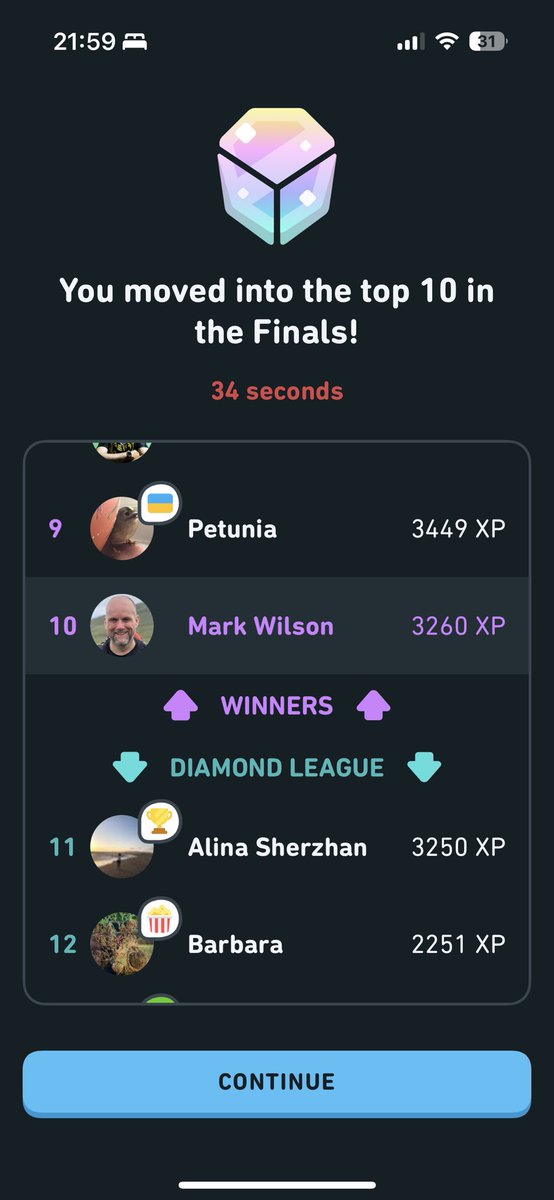 21:59
31
You moved into the top 10 in
the Finals!
34 seconds
9 Petunia 3449 XP
10 Mark Wilson 3260 XP
WINNERS
DIAMOND LEAGUE
11 Alina Sherzhan 3250 XP
12 Barbara 2251 XP
CONTINUE